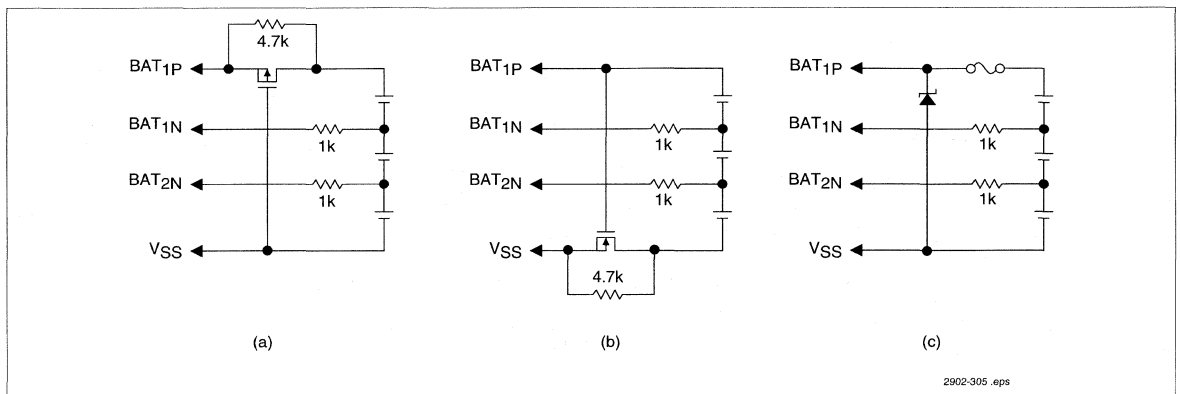 4.7k
BAT1P
BAT1N
1k
BAT2N
1k
VSS
(a)
BAT1P
BAT1N
1k
BAT2N
1k
VSS
4.7k
(b)
BAT1P
BAT1N
1k
BAT2N
1k
VSS
(c)
2902-305 .eps